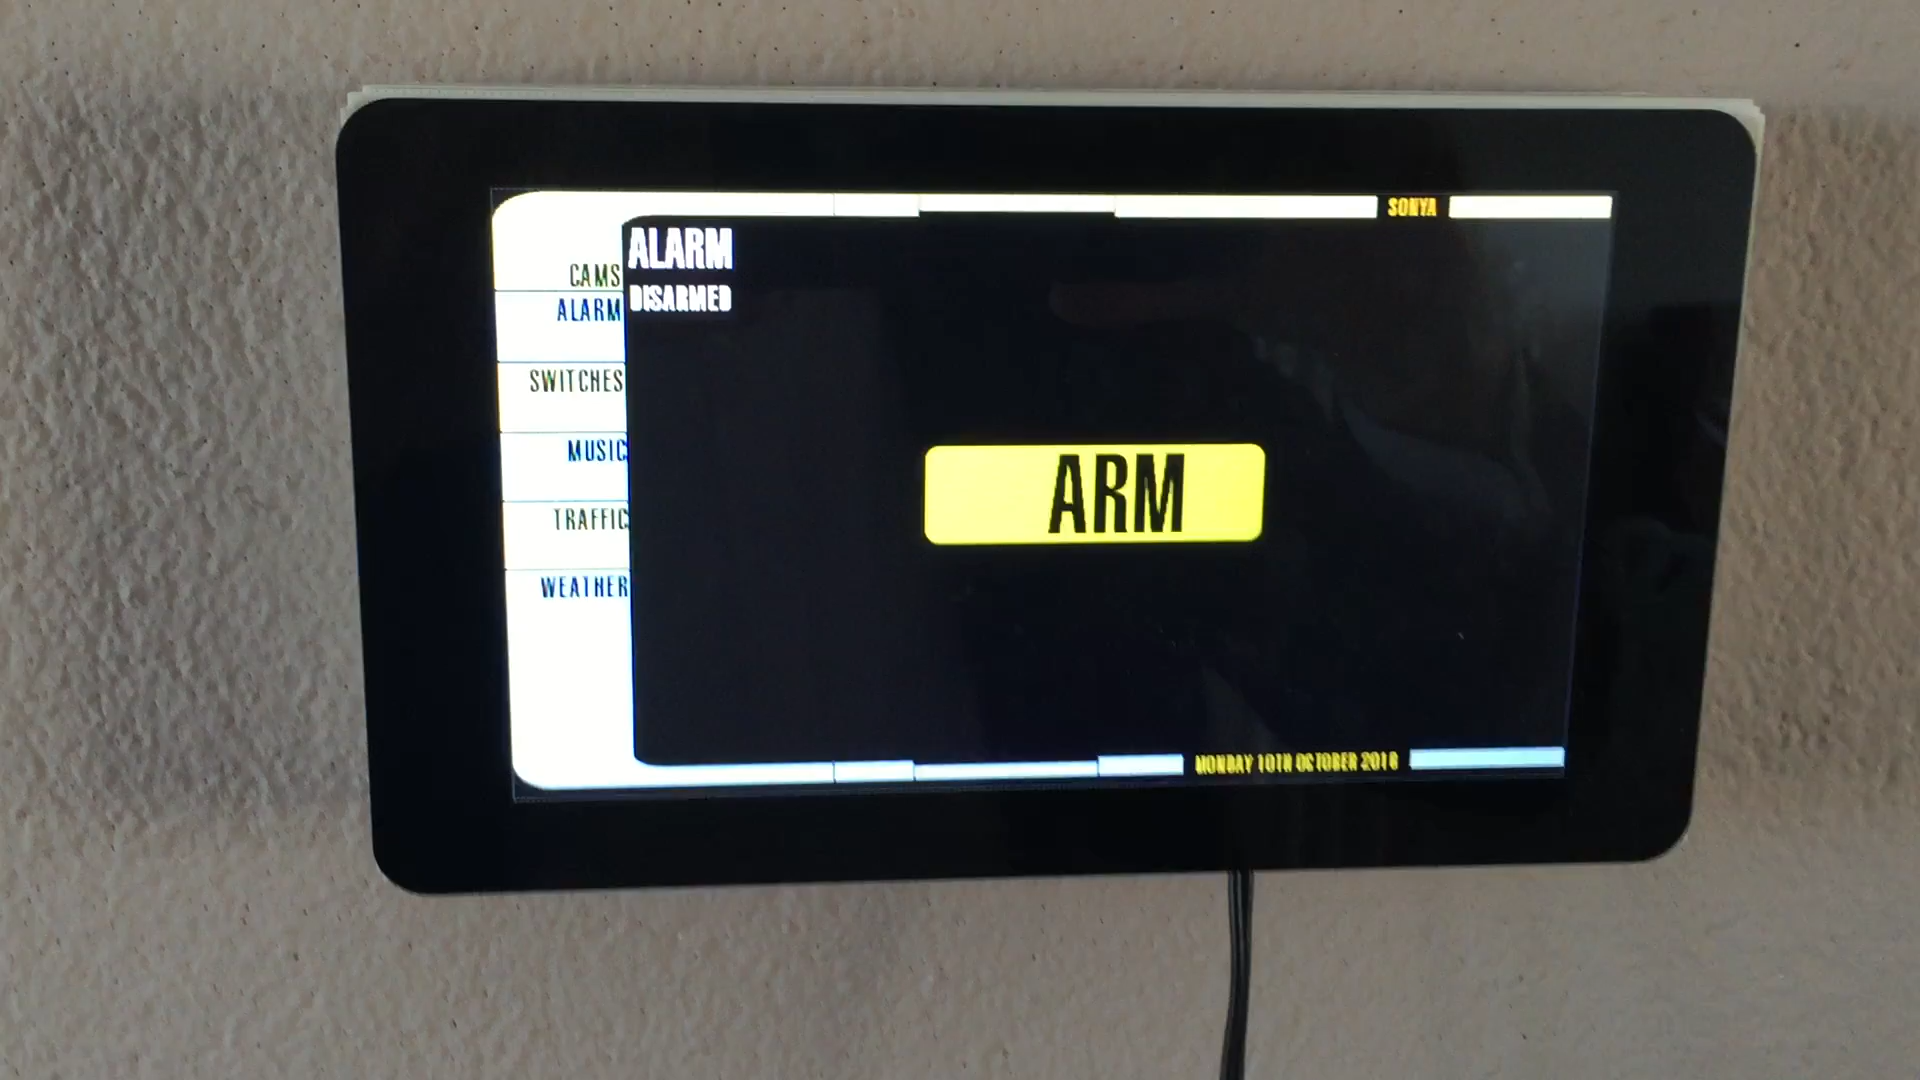 SONYA
ALARM
DISARMED
CAMS
ALARM
SWITCHES
MUSIC
TRAFFIC
WEATHER
ARM
MONDAY 10TH OCTOBER 2016